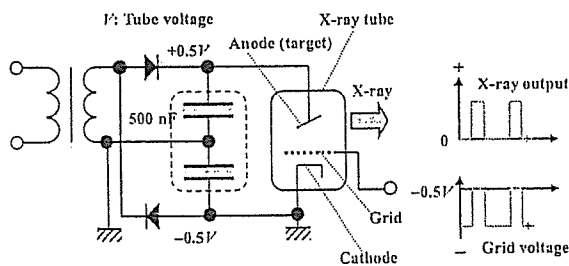 V: Tube voltage
X-ray tube
+0.5V
Anode (target)
X-ray
X-ray output
+
0
500 nF
-0.5V
Grid
Cathode
-0.5V
+
-
Grid voltage